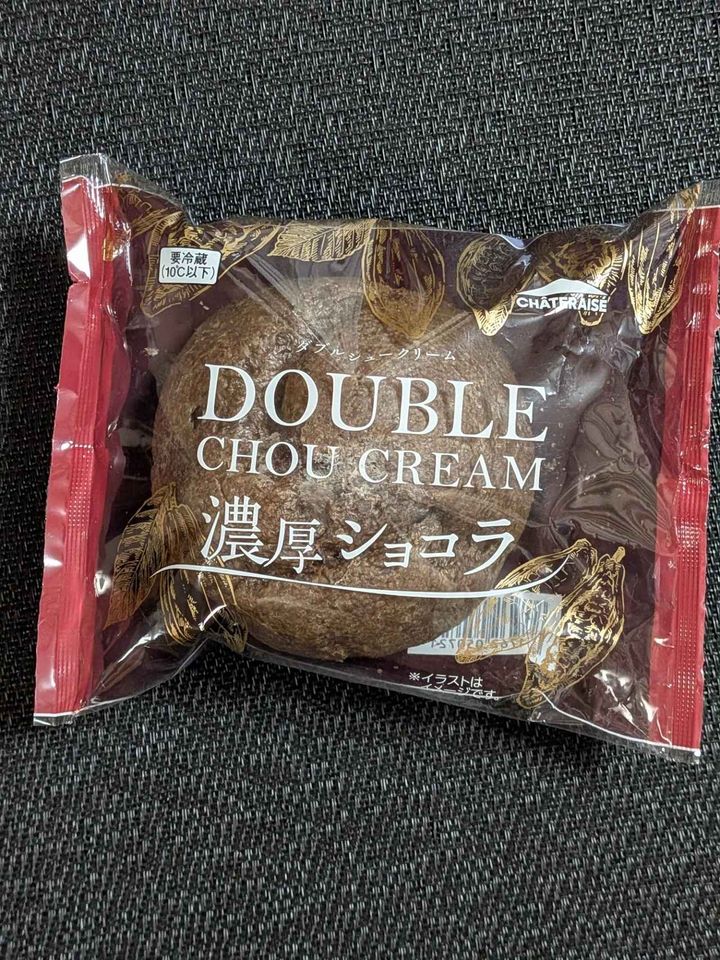 要冷蔵
(10℃以下)
CHÂTERAISÉ
ダブルシュークリーム
DOUBLE
CHOU CREAM
濃厚ショコラ
※イラストは
イメージです。